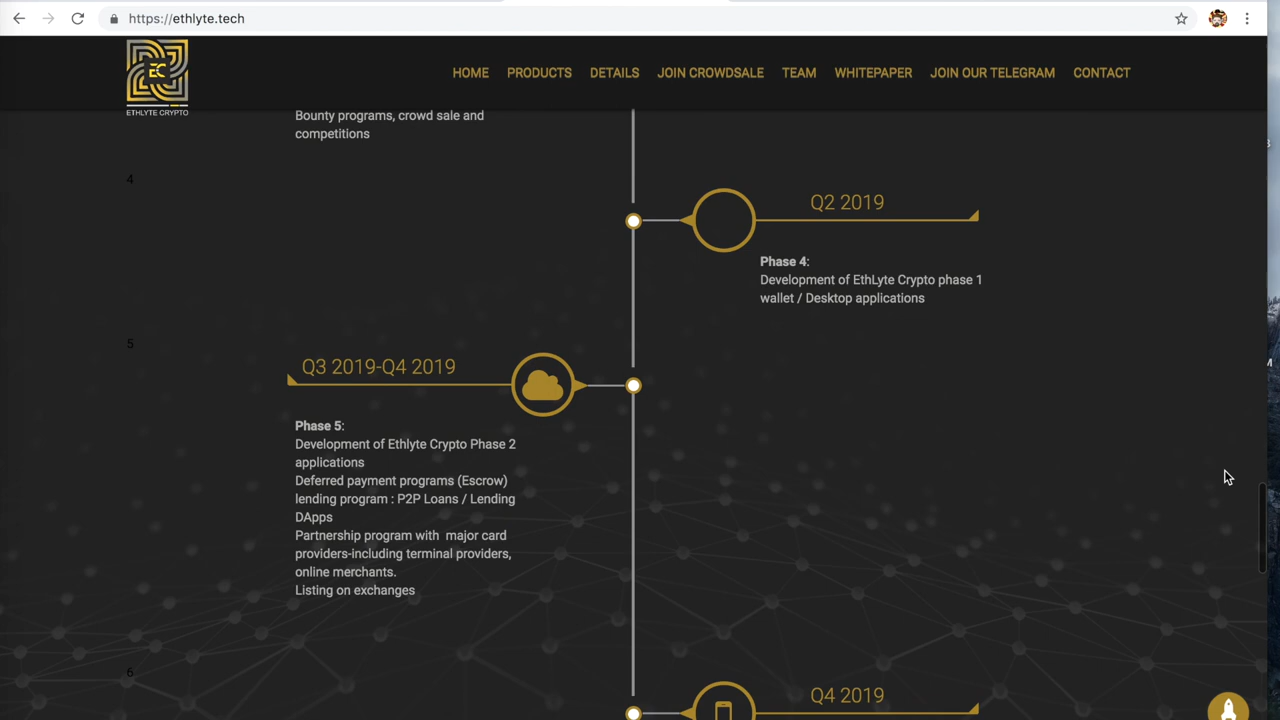 https://ethlyte.tech
EC
ETHLYTE CRYPTO
HOME PRODUCTS DETAILS JOIN CROWDSALE TEAM WHITEPAPER JOIN OUR TELEGRAM CONTACT
Bounty programs, crowd sale and
competitions
4
Q2 2019
Phase 4:
Development of EthLyte Crypto phase 1
wallet / Desktop applications
5
Q3 2019-Q4 2019
Phase 5:
Development of Ethlyte Crypto Phase 2
applications
Deferred payment programs (Escrow)
lending program : P2P Loans / Lending
DApps
Partnership program with  major card
providers-including terminal providers,
online merchants.
Listing on exchanges
6
Q4 2019